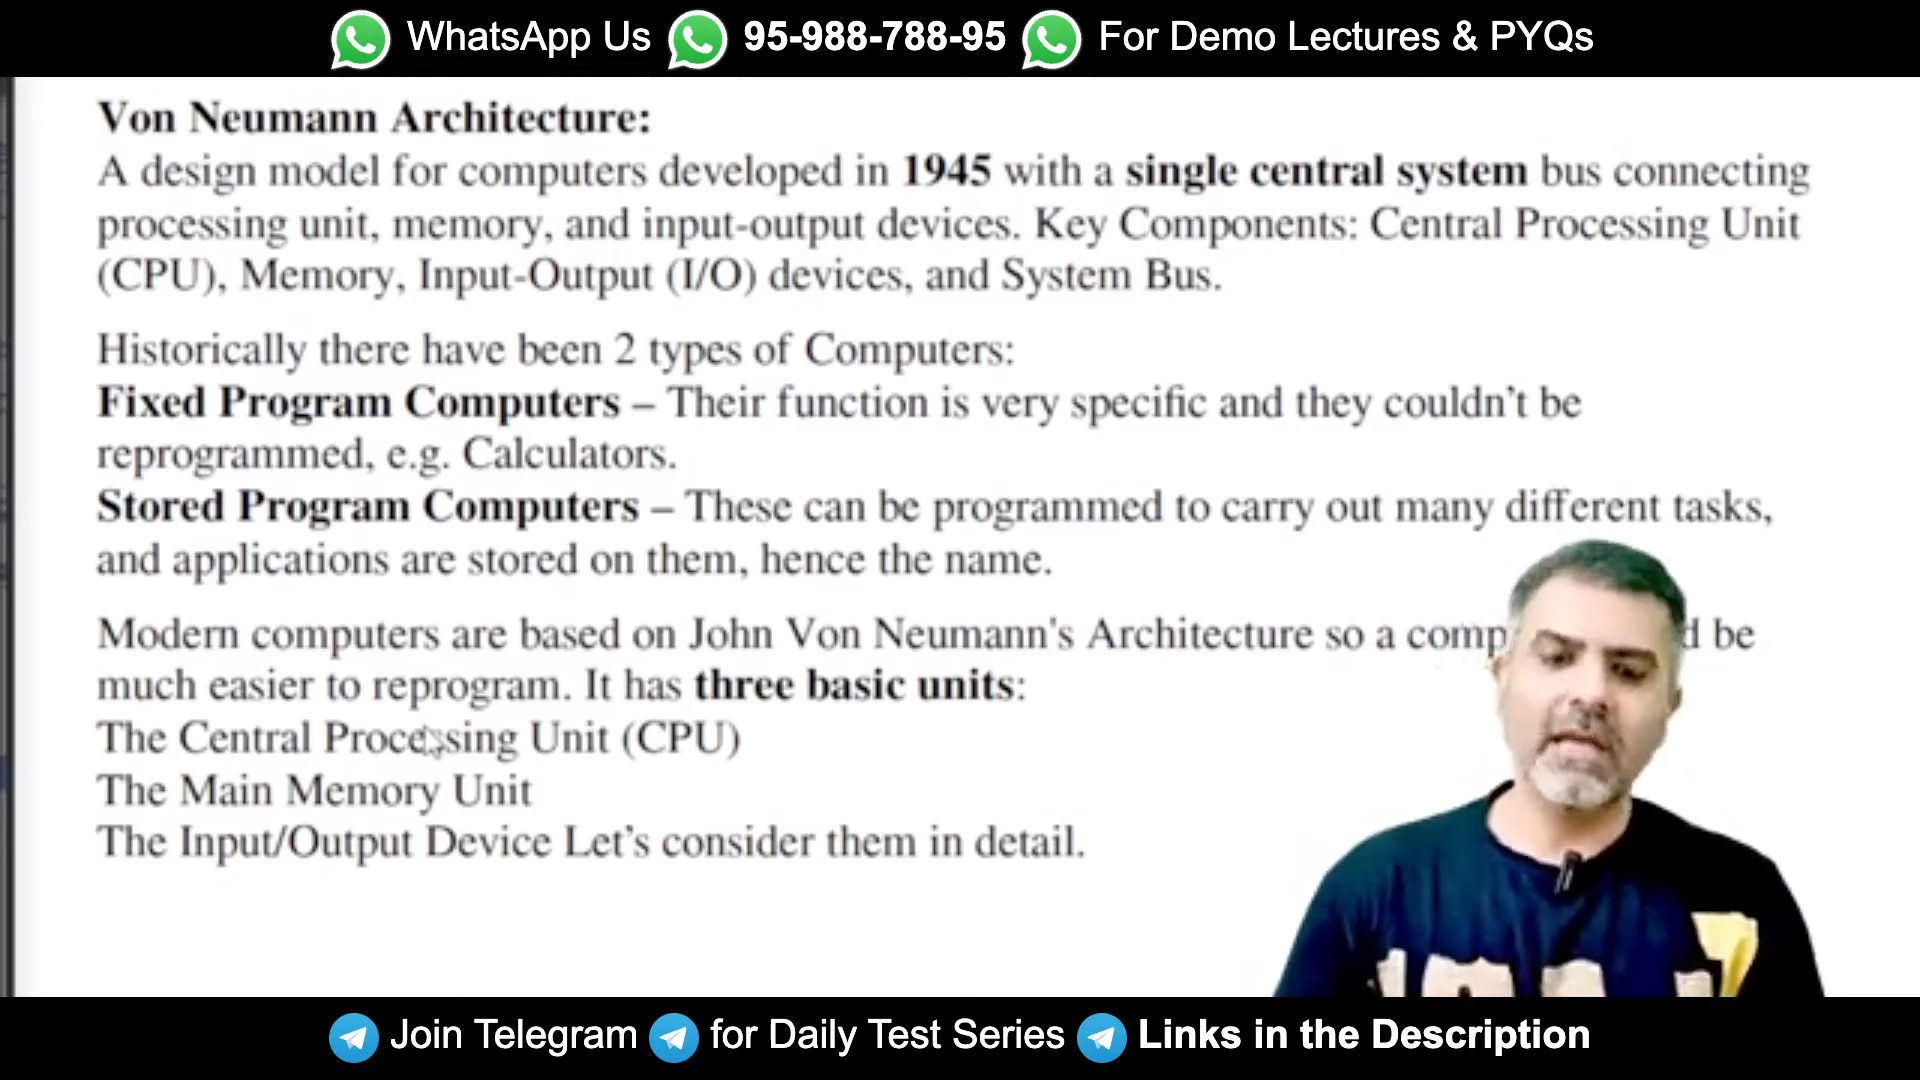 WhatsApp Us 95-988-788-95 For Demo Lectures & PYQs
Von Neumann Architecture:
A design model for computers developed in 1945 with a single central system bus connecting
processing unit, memory, and input-output devices. Key Components: Central Processing Unit
(CPU), Memory, Input-Output (I/O) devices, and System Bus.
Historically there have been 2 types of Computers:
Fixed Program Computers – Their function is very specific and they couldn’t be
reprogrammed, e.g. Calculators.
Stored Program Computers – These can be programmed to carry out many different tasks,
and applications are stored on them, hence the name.
Modern computers are based on John Von Neumann's Architecture so a be
much easier to reprogram. It has three basic units:
The Central Processing Unit (CPU)
The Main Memory Unit
The Input/Output Device Let’s consider them in detail.
Join Telegram for Daily Test Series Links in the Description